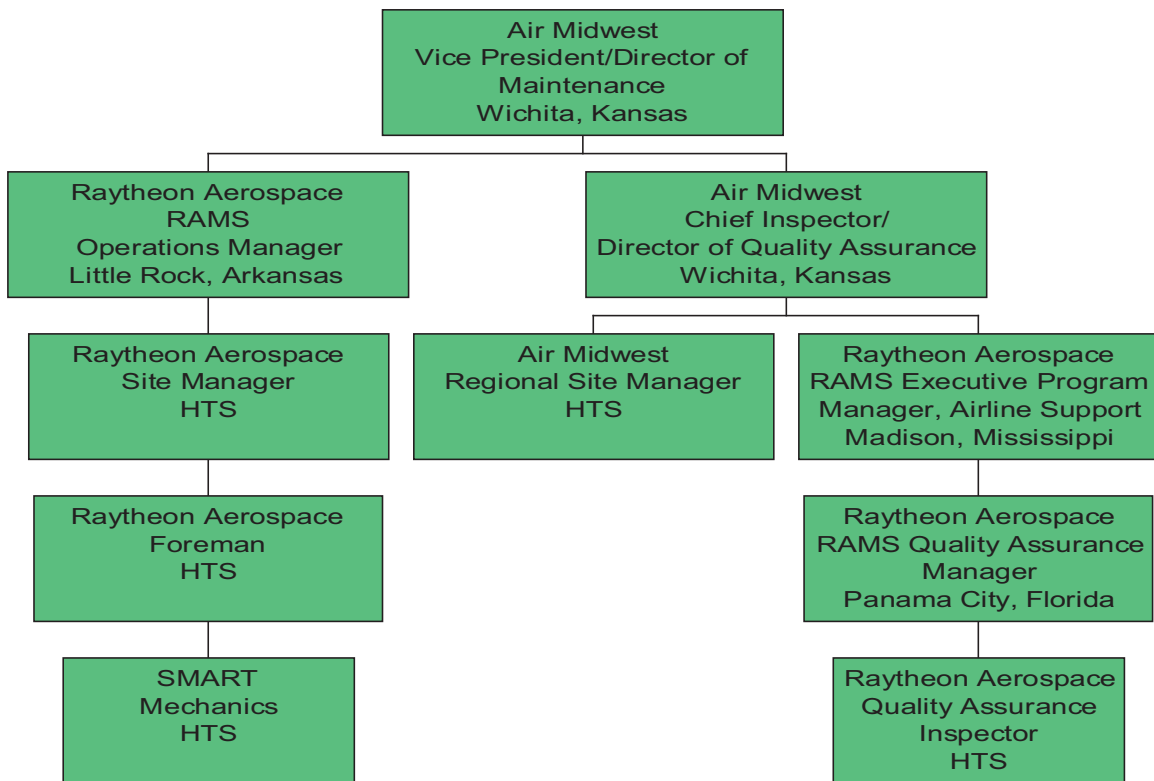 Air Midwest
Vice President/Director of
Maintenance
Wichita, Kansas
Raytheon Aerospace
RAMS
Operations Manager
Little Rock, Arkansas
Air Midwest
Chief Inspector/
Director of Quality Assurance
Wichita, Kansas
Raytheon Aerospace
Site Manager
HTS
Air Midwest
Regional Site Manager
HTS
Raytheon Aerospace
RAMS Executive Program
Manager, Airline Support
Madison, Mississippi
Raytheon Aerospace
Foreman
HTS
Raytheon Aerospace
RAMS Quality Assurance
Manager
Panama City, Florida
SMART
Mechanics
HTS
Raytheon Aerospace
Quality Assurance
Inspector
HTS